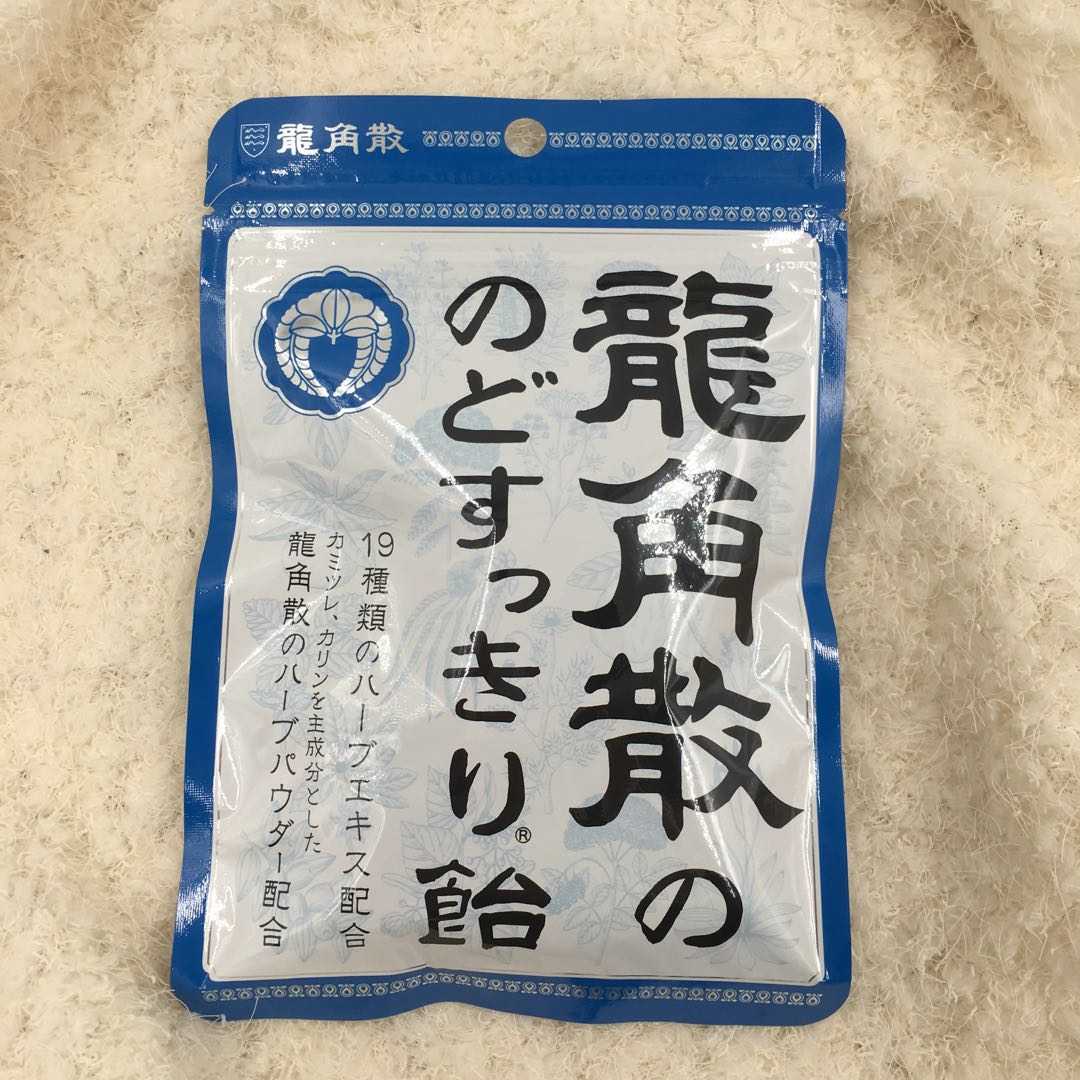 龍角散
龍角散の
のどすっきり®飴
19種類のハーブエキス配合
カミツレ、カリンを主成分とした
龍角散のハーブパウダー配合